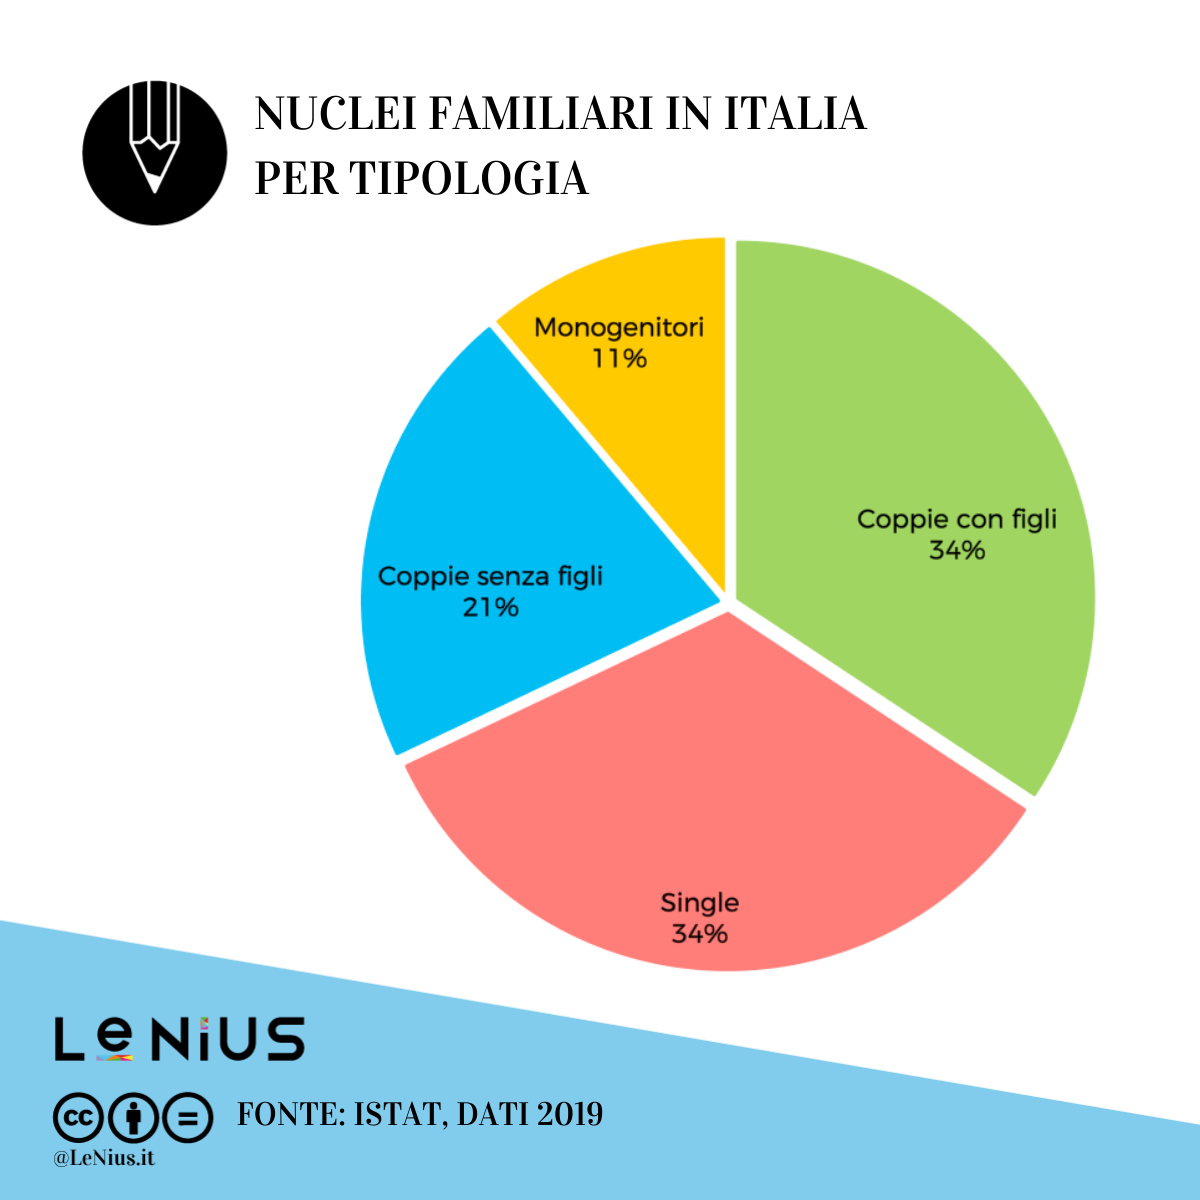 NUCLEI FAMILIARI IN ITALIA
PER TIPOLOGIA
Monogenitori
11%
Coppie con figli
34%
Coppie senza figli
21%
Single
34%
LeNiUS
cc
FONTE: ISTAT, DATI 2019
@LeNius.it